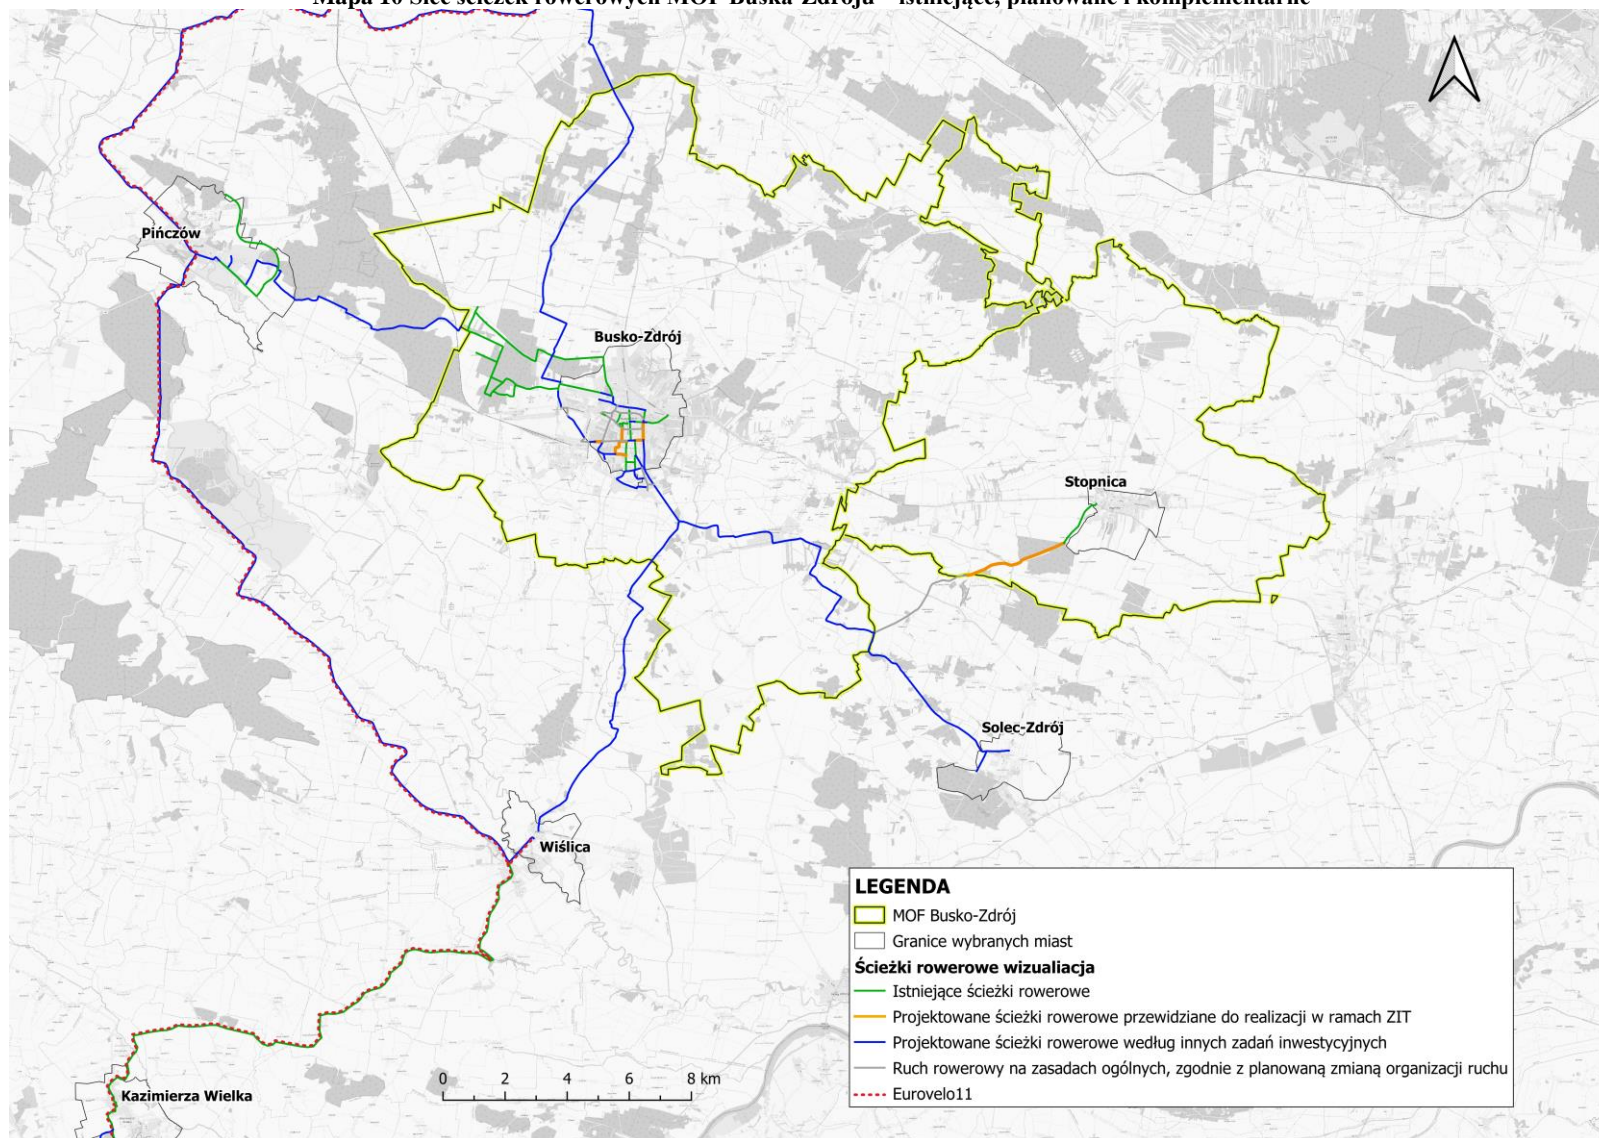 Mapa 10 Sieć ścieżek rowerowych MOF Buska-Zdroju – istniejące, planowane i komplementarne
Pińczów
Busko-Zdrój
Stopnica
Solec-Zdrój
Wiślica
Kazimierza Wielka
0 2 4 6 8 km
LEGENDA
MOF Busko-Zdrój
Granice wybranych miast
Ścieżki rowerowe wizualiacja
Istniejące ścieżki rowerowe
Projektowane ścieżki rowerowe przewidziane do realizacji w ramach ZIT
Projektowane ścieżki rowerowe według innych zadań inwestycyjnych
Ruch rowerowy na zasadach ogólnych, zgodnie z planowaną zmianą organizacji ruchu
Eurovelo11